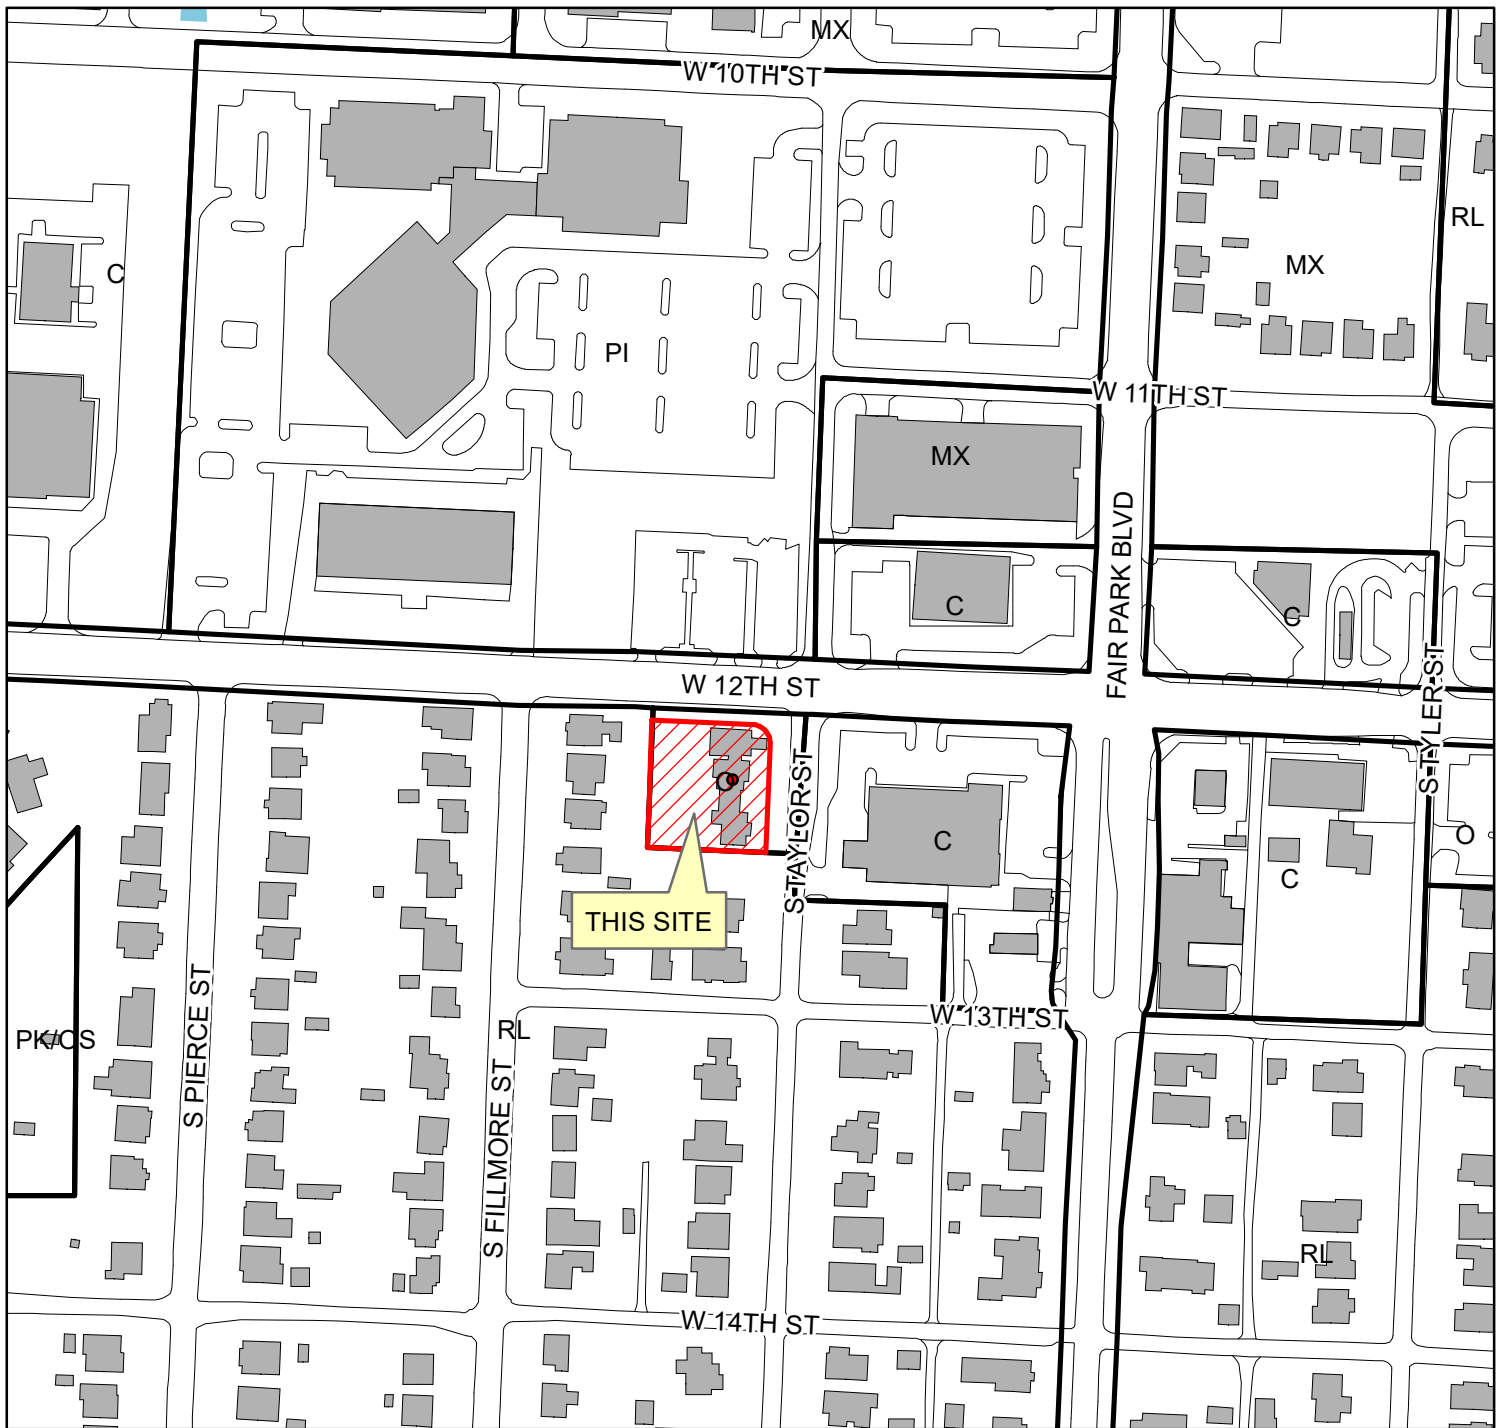 MX
W 10TH ST
RL
C
MX
PI
W 11TH ST
MX
FAIR PARK BLVD
C
C
W 12TH ST
S TYLER ST
S TAYLOR ST
C
O
C
THIS SITE
S PIERCE ST
W 13TH ST
RL
PK/OS
S FILLMORE ST
RL
W 14TH ST